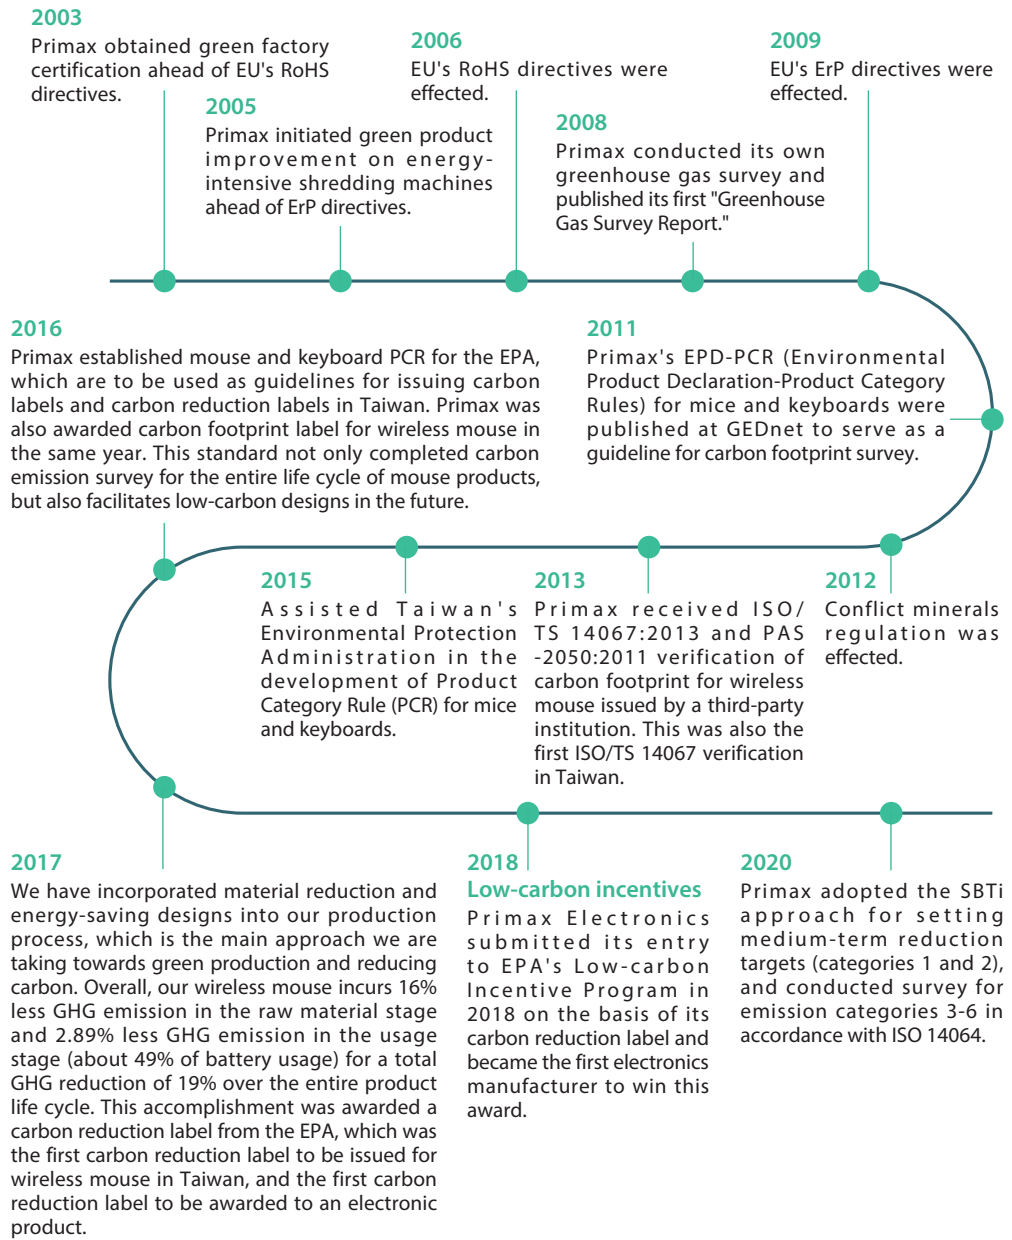 2003
Primax obtained green factory
certification ahead of EU's RoHS
directives.
2005
Primax initiated green product
improvement on energy-
intensive shredding machines
ahead of ErP directives.
2006
EU's RoHS directives were
effected.
2008
Primax conducted its own
greenhouse gas survey and
published its first "Greenhouse
Gas Survey Report."
2009
EU's ErP directives were
effected.
2011
Primax's EPD-PCR (Environmental
Product Declaration-Product Category
Rules) for mice and keyboards were
published at GEDnet to serve as a
guideline for carbon footprint survey.
2012
Conflict minerals
regulation was
effected.
2013
Primax received ISO/
TS 14067:2013 and PAS
-2050:2011 verification of
carbon footprint for wireless
mouse issued by a third-party
institution. This was also the
first ISO/TS 14067 verification
in Taiwan.
2015
Assisted Taiwan's
Environmental Protection
Administration in the
development of Product
Category Rule (PCR) for mice
and keyboards.
2016
Primax established mouse and keyboard PCR for the EPA,
which are to be used as guidelines for issuing carbon
labels and carbon reduction labels in Taiwan. Primax was
also awarded carbon footprint label for wireless mouse in
the same year. This standard not only completed carbon
emission survey for the entire life cycle of mouse products,
but also facilitates low-carbon designs in the future.
2017
We have incorporated material reduction and
energy-saving designs into our production
process, which is the main approach we are
taking towards green production and reducing
carbon. Overall, our wireless mouse incurs 16%
less GHG emission in the raw material stage
and 2.89% less GHG emission in the usage
stage (about 49% of battery usage) for a total
GHG reduction of 19% over the entire product
life cycle. This accomplishment was awarded a
carbon reduction label from the EPA, which was
the first carbon reduction label to be issued for
wireless mouse in Taiwan, and the first carbon
reduction label to be awarded to an electronic
product.
2018
Low-carbon incentives
Primax Electronics
submitted its entry
to EPA's Low-carbon
Incentive Program in
2018 on the basis of its
carbon reduction label and
became the first electronics
manufacturer to win this
award.
2020
Primax adopted the SBTi
approach for setting
medium-term reduction
targets (categories 1 and 2),
and conducted survey for
emission categories 3-6 in
accordance with ISO 14064.